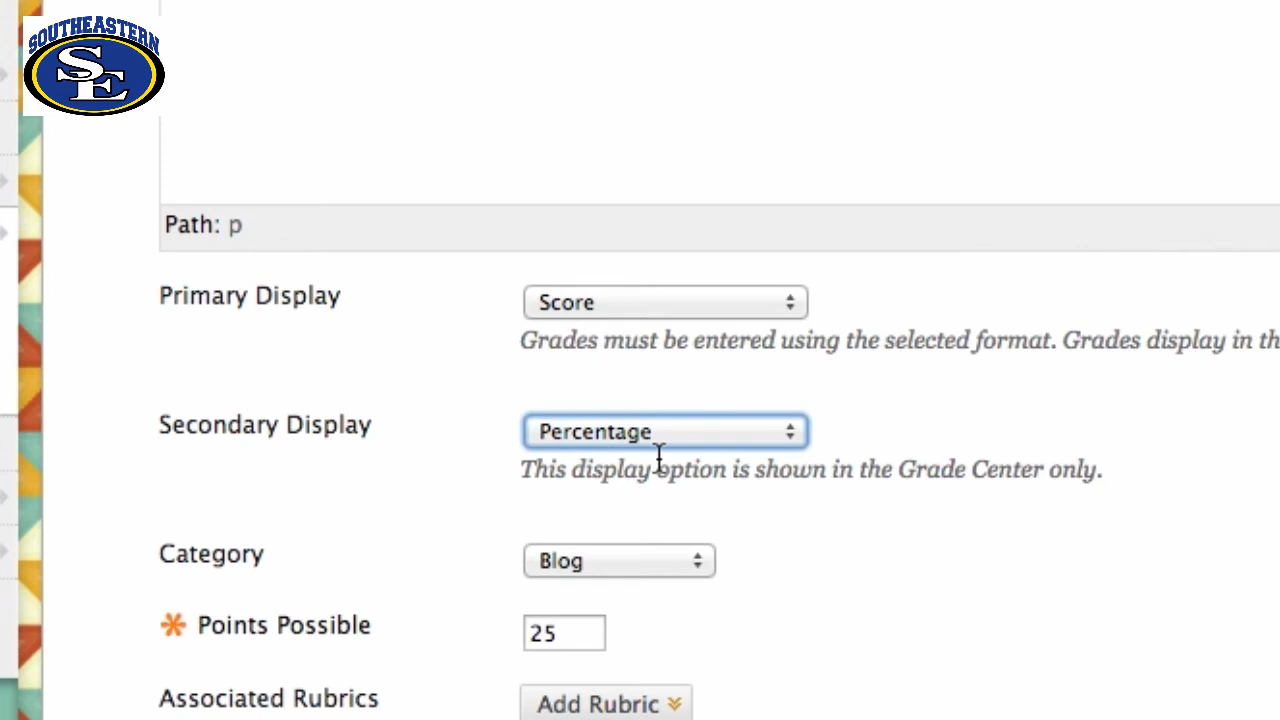 SOUTHEASTERN
SE
Path: p
Primary Display
Score
Grades must be entered using the selected format. Grades display in th
Secondary Display
Percentage
This display option is shown in the Grade Center only.
Category
Blog
* Points Possible
25
Associated Rubrics
Add Rubric